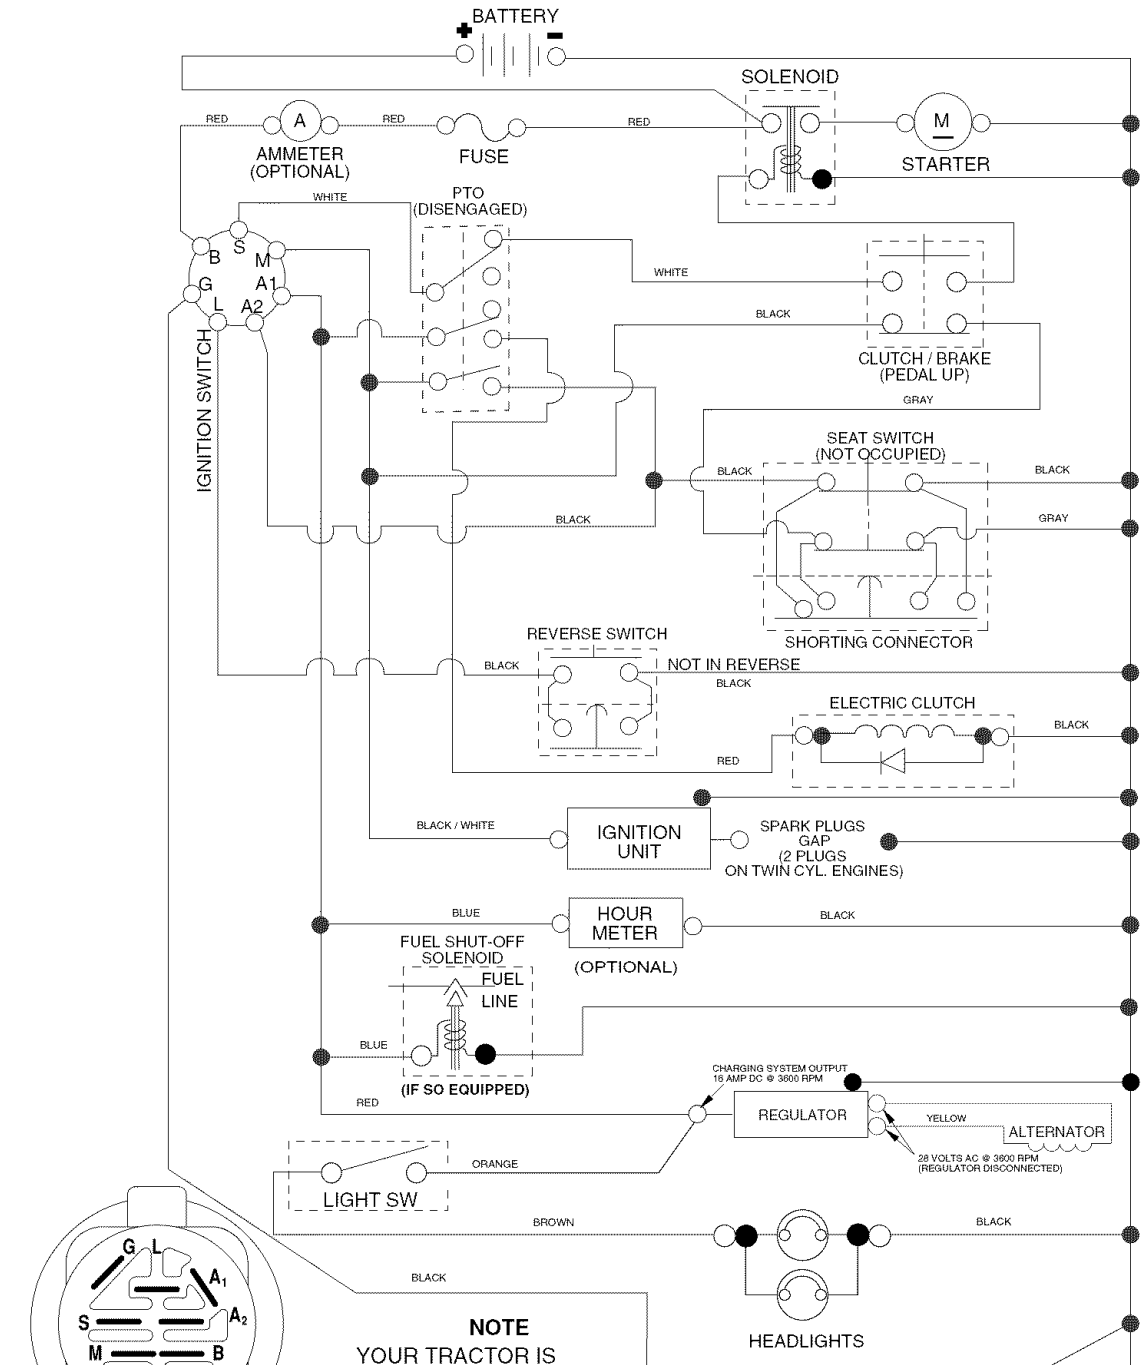 BATTERY
+
-
SOLENOID
RED
A
RED
RED
M
AMMETER
(OPTIONAL)
FUSE
STARTER
WHITE
PTO
(DISENGAGED)
S
B
M
G
A1
L
A2
WHITE
BLACK
CLUTCH / BRAKE
(PEDAL UP)
IGNITION SWITCH
GRAY
SEAT SWITCH
(NOT OCCUPIED)
BLACK
BLACK
BLACK
GRAY
SHORTING CONNECTOR
REVERSE SWITCH
BLACK
NOT IN REVERSE
BLACK
ELECTRIC CLUTCH
BLACK
RED
BLACK / WHITE
IGNITION
UNIT
SPARK PLUGS
GAP
(2 PLUGS
ON TWIN CYL. ENGINES)
BLUE
HOUR
METER
BLACK
(OPTIONAL)
FUEL SHUT-OFF
SOLENOID
FUEL
LINE
BLUE
(IF SO EQUIPPED)
CHARGING SYSTEM OUTPUT
16 AMP DC @ 3600 RPM
RED
REGULATOR
YELLOW
ALTERNATOR
28 VOLTS AC @ 3600 RPM
(REGULATOR DISCONNECTED)
ORANGE
LIGHT SW
BROWN
BLACK
G
L
A1
BLACK
S
A2
NOTE
HEADLIGHTS
M
B
YOUR TRACTOR IS